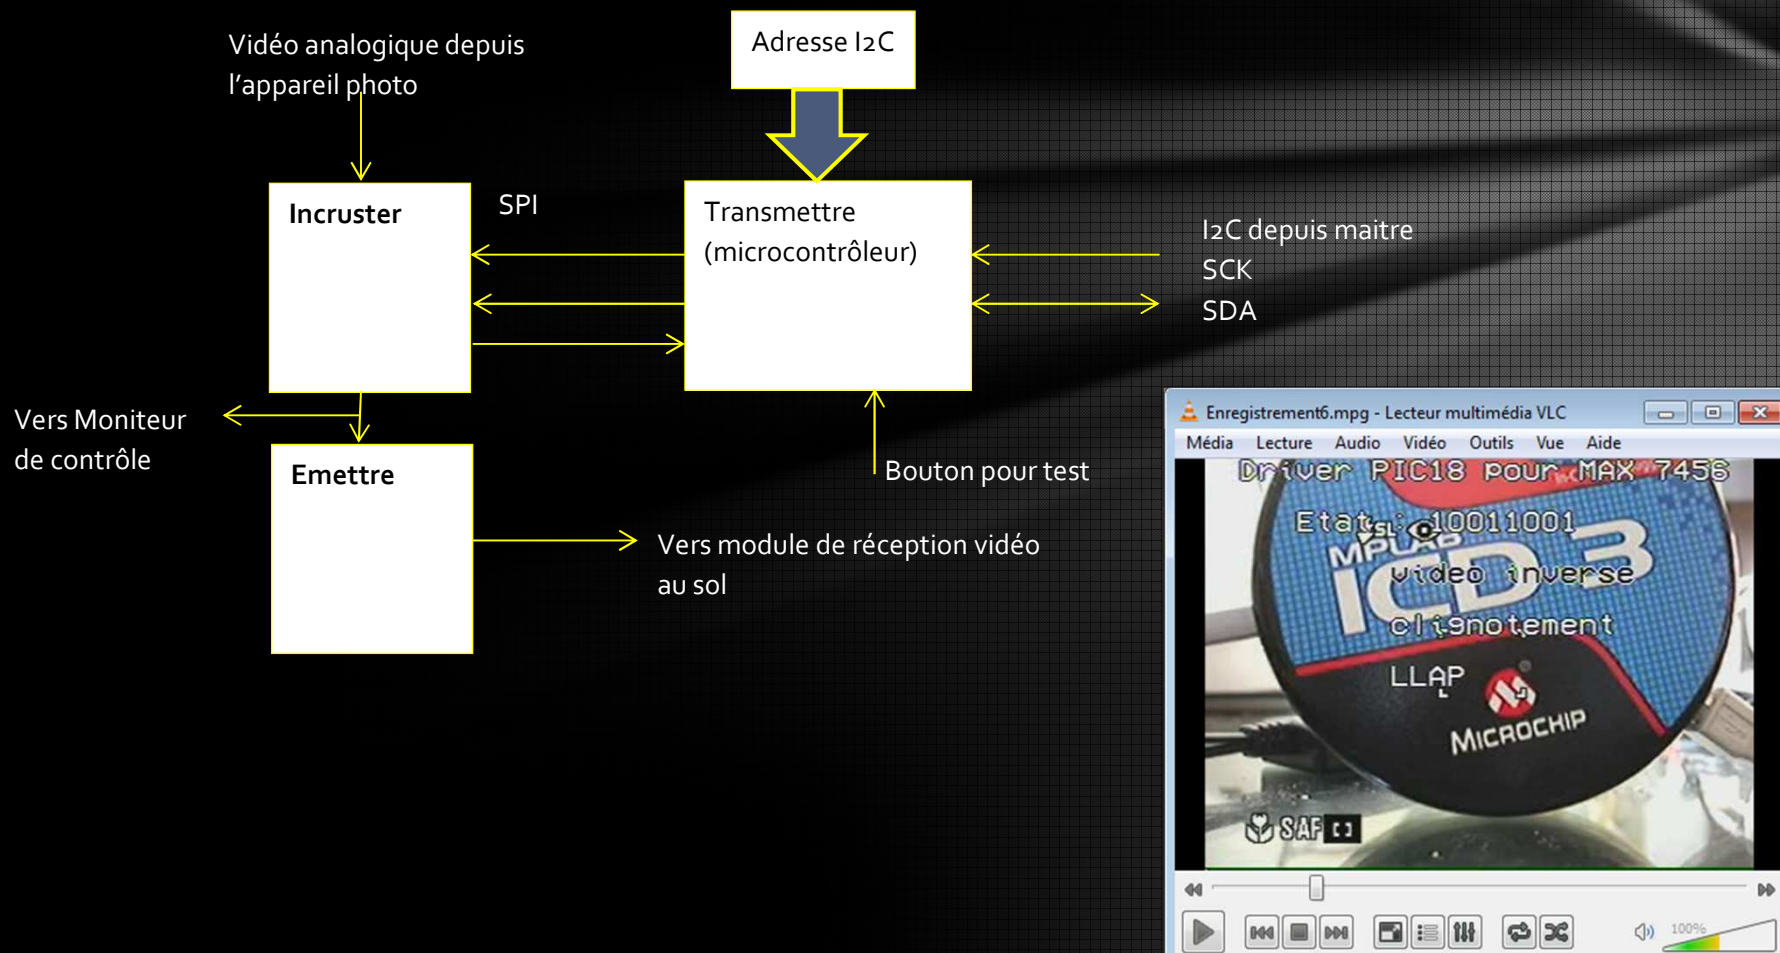 Vidéo analogique depuis
l'appareil photo
Adresse I2C
Incruster
SPI
Transmettre
(microcontrôleur)
I2C depuis maitre
SCK
SDA
Vers Moniteur
de contrôle
Emettre
Bouton pour test
Vers module de réception vidéo
au sol
Enregistrement6.mpg - Lecteur multimédia VLC
Média Lecture Audio Vidéo Outils Vue Aide
Driver PIC18 pour MAX 7456
Etat : 10011001
SL
MPLAB
ICD 3
video inverse
clignotement
LLAP
MICROCHIP
SAF
100%